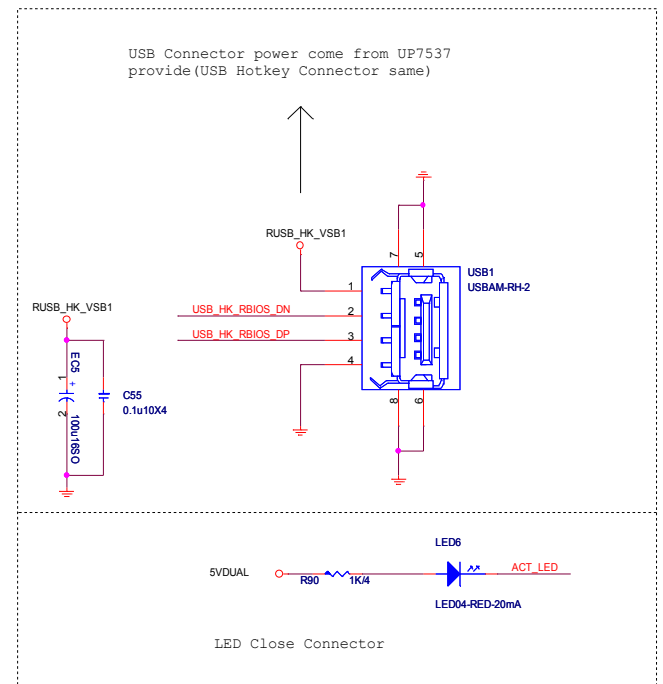 USB Connector power come from UP7537
provide(USB Hotkey Connector same)
RUSB_HK_VSB1
7
5
USB1
USBAM-RH-2
1
RUSB_HK_VSB1
USB_HK_RBIOS_DN
2
USB_HK_RBIOS_DP
3
4
EC5
1
+
2
100u16SO
C55
0.1u10X4
8
6
LED6
5VDUAL
R90
1K/4
ACT_LED
LED04-RED-20mA
LED Close Connector